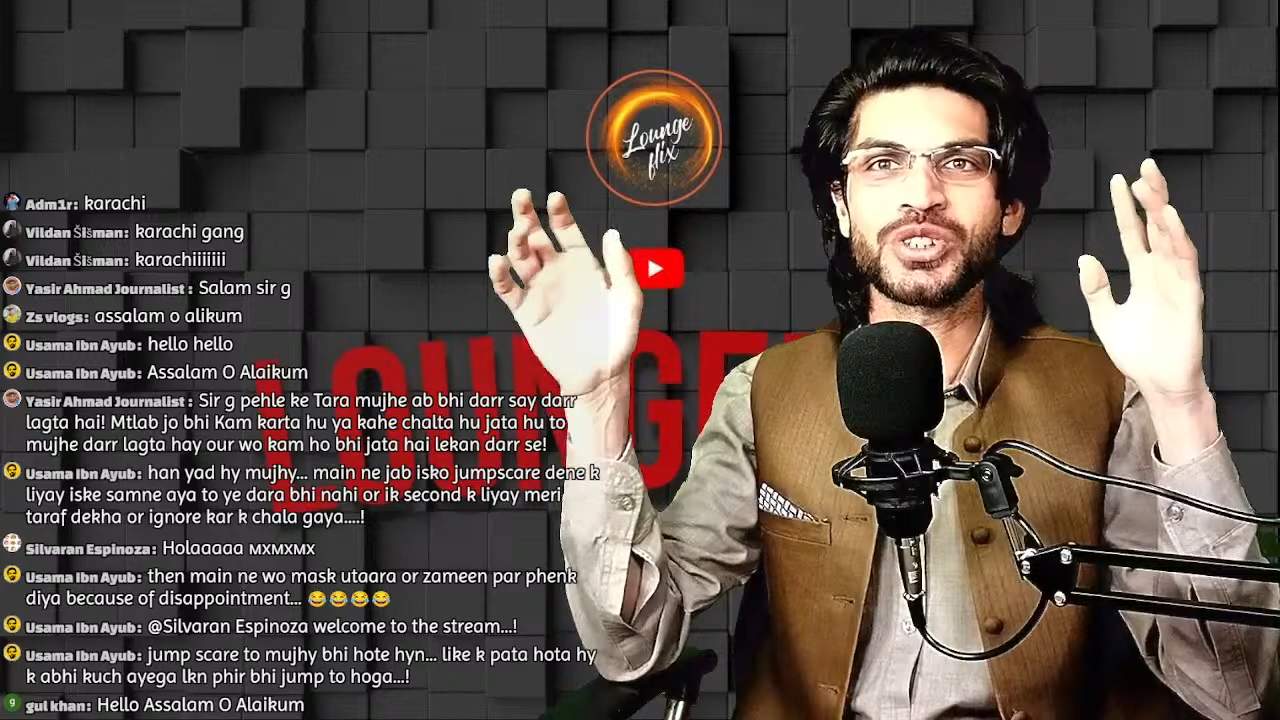 Lounge
flix
LOUNGE
Adm1r: karachi
Vildan Šišman: karachi gang
Vildan Šišman: karachiiiiiii
Yasir Ahmad Journalist : Salam sir g
Zs vlogs: assalam o alikum
Usama Ibn Ayub: hello hello
Usama Ibn Ayub: Assalam O Alaikum
Yasir Ahmad Journalist : Sir g pehle ke Tara mujhe ab bhi darr say darr
lagta hai! Mtlab jo bhi Kam karta hu ya kahe chalta hu jata hu to
mujhe darr lagta hay our wo kam ho bhi jata hai lekan darr se!
Usama Ibn Ayub: han yad hy mujhy... main ne jab isko jumpscare dene k
liyay iske samne aya to ye dara bhi nahi or ik second k liyay meri
taraf dekha or ignore kar k chala gaya....!
Silvaran Espinoza: Holaaaaa мxмxмx
Usama Ibn Ayub: then main ne wo mask utaara or zameen par phenk
diya because of disappointment... 😂😂😂😂
Usama Ibn Ayub: @Silvaran Espinoza welcome to the stream...!
Usama Ibn Ayub: jump scare to mujhy bhi hote hyn... like k pata hota hy
k abhi kuch ayega lkn phir bhi jump to hoga...!
gul khan: Hello Assalam O Alaikum